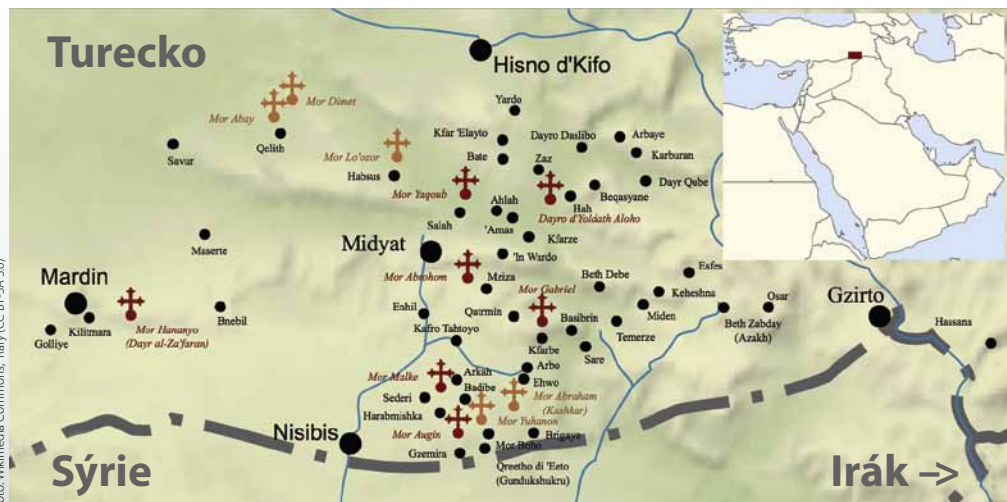 Turecko
Hisno d'Kifo
Mor Dimet
Mor Abay
Qelith
Savur
Yardo
Kfar 'Elayto
Dayro Daslibo
Arbaye
Mor Lo'ozor
Bate
Zaz
Karburan
Habsus
Mor Yaqoub
Beqasyane
Dayr Qube
Hah
Ahlah
Dayro d'Yoldath Aloho
Salah
'Amas
Kfarze
Maserte
Midyat
'In Wardo
Mor Abrohom
Mziza
Beth Debe
Esfes
Mardin
Mor Gabriel
Keheshna
Osar
Gzirto
Kilitmara
Golliye
Mor Hananyo
(Dayr al-Za'faran)
Bnebil
Enhil
Qarmin
Basibrin
Miden
Beth Zabday
(Azakh)
Kafro Tahtoyo
Temerze
Hassana
Kfarbe
Sare
Arbo
Mor Malke
Arkah
Ehwo
Badibe
Mor Abraham
(Kashkar)
Sederi
Harabmishka
Mor Yuhanon
Nisibis
Mor Augin
Brigaya
Mor Bobo
Gzemira
Qreetho di 'Eeto
(Gundukshukru)
Sýrie
Irák –>